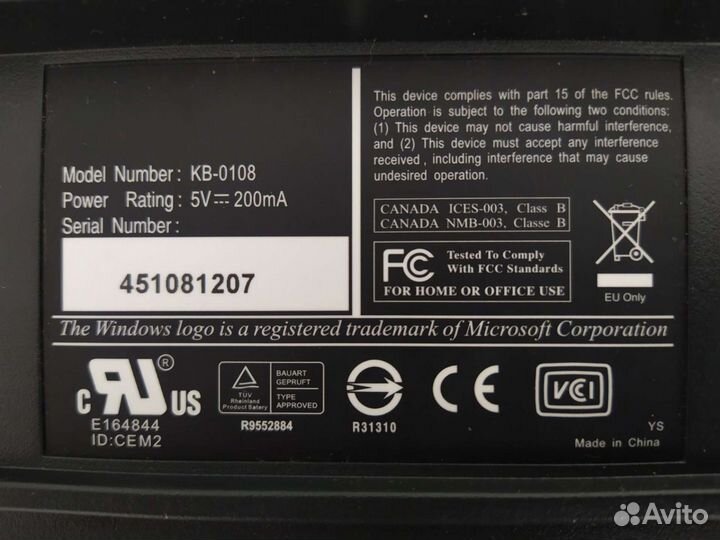 Model Number: KB-0108
Power Rating: 5V⎓200mA
Serial Number:
451081207
This device complies with part 15 of the FCC rules.
Operation is subject to the following two conditions:
(1) This device may not cause harmful interference,
and (2) This device must accept any interference
received , including interference that may cause
undesired operation.
CANADA ICES-003, Class B
CANADA NMB-003, Classe B
FC Tested To Comply
With FCC Standards
FOR HOME OR OFFICE USE
EU Only
The Windows logo is a registered trademark of Microsoft Corporation
c RU US ®
E164844
ID:CEM2
TÜV
Rheinland
Product Safety
BAUART
GEPRUFT
TYPE
APPROVED
R9552884
R31310
CE
VCI
YS
Made in China
Avito